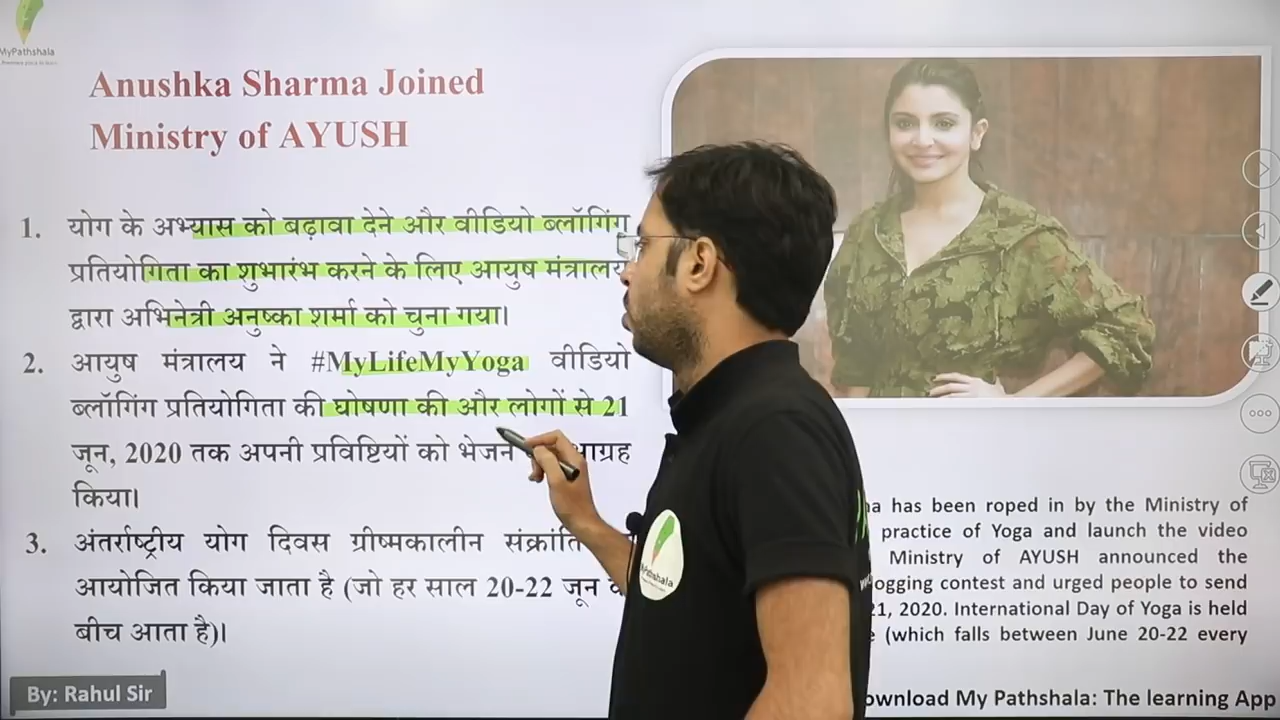 MyPathshala
Anushka Sharma Joined
Ministry of AYUSH
1. योग के अभ्यास को बढ़ावा देने और वीडियो ब्लॉगिंग
प्रतियोगिता का शुभारंभ करने के लिए आयुष मंत्रालय
द्वारा अभिनेत्री अनुष्का शर्मा को चुना गया।
2. आयुष मंत्रालय ने #MyLifeMyYoga वीडियो
ब्लॉगिंग प्रतियोगिता की घोषणा की और लोगों से 21
जून, 2020 तक अपनी प्रविष्टियों को भेजने
किया।
3. अंतर्राष्ट्रीय योग दिवस ग्रीष्मकालीन संक्रांति
आयोजित किया जाता है (जो हर साल 20-22 जून
बीच आता है)।
By: Rahul Sir
has been roped in by the Ministry of
practice of Yoga and launch the video
Ministry of AYUSH announced the
contest and urged people to send
21, 2020. International Day of Yoga is held
(which falls between June 20-22 every
My Pathshala: The learning App